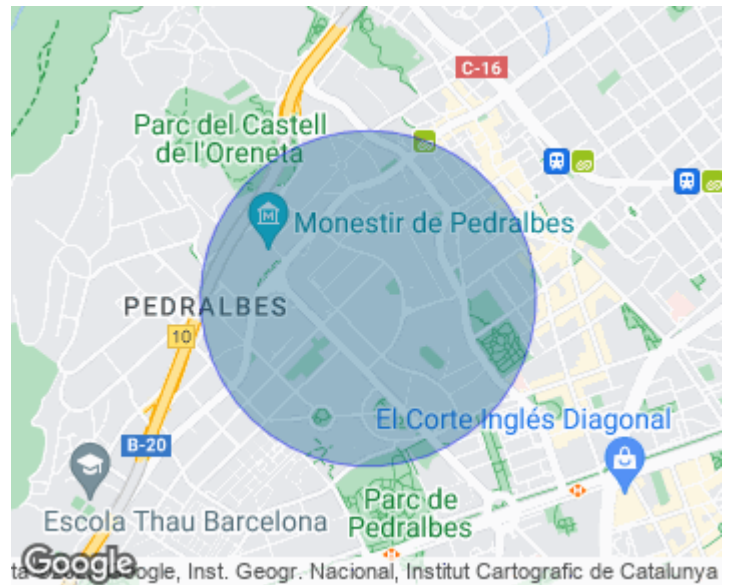 C-16
Parc del Castell
de l'Oreneta
Monestir de Pedralbes
PEDRALBES
10
El Corte Inglés Diagonal
B-20
Parc de
Pedralbes
Escola Thau Barcelona
Google
ogle, Inst. Geogr. Nacional, Institut Cartografic de Catalunya